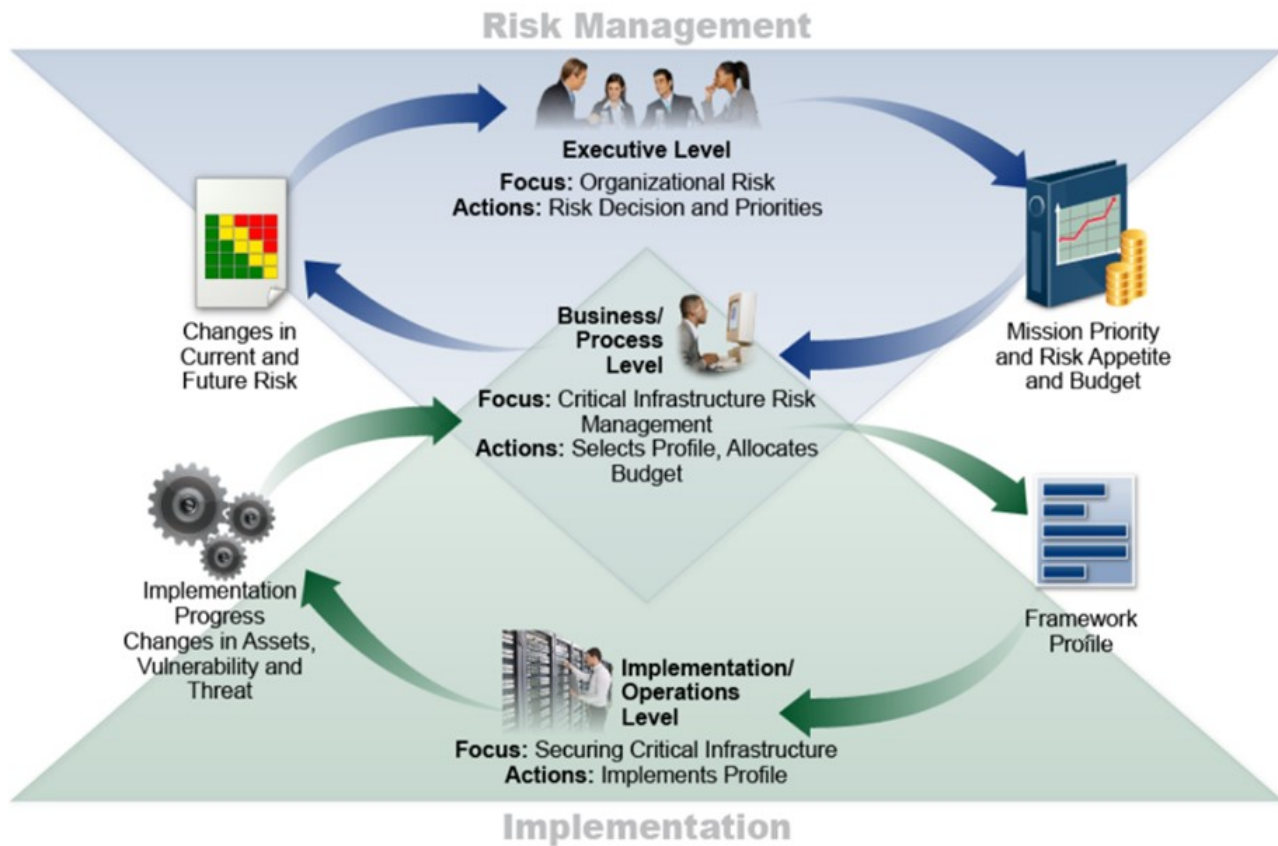 Risk Management
Executive Level
Focus: Organizational Risk
Actions: Risk Decision and Priorities
Changes in
Current and
Future Risk
Mission Priority
and Risk Appetite
and Budget
Business/
Process
Level
Focus: Critical Infrastructure Risk
Management
Actions: Selects Profile, Allocates
Budget
Implementation
Progress
Changes in Assets,
Vulnerability and
Threat
Framework
Profile
Implementation/
Operations
Level
Focus: Securing Critical Infrastructure
Actions: Implements Profile
Implementation